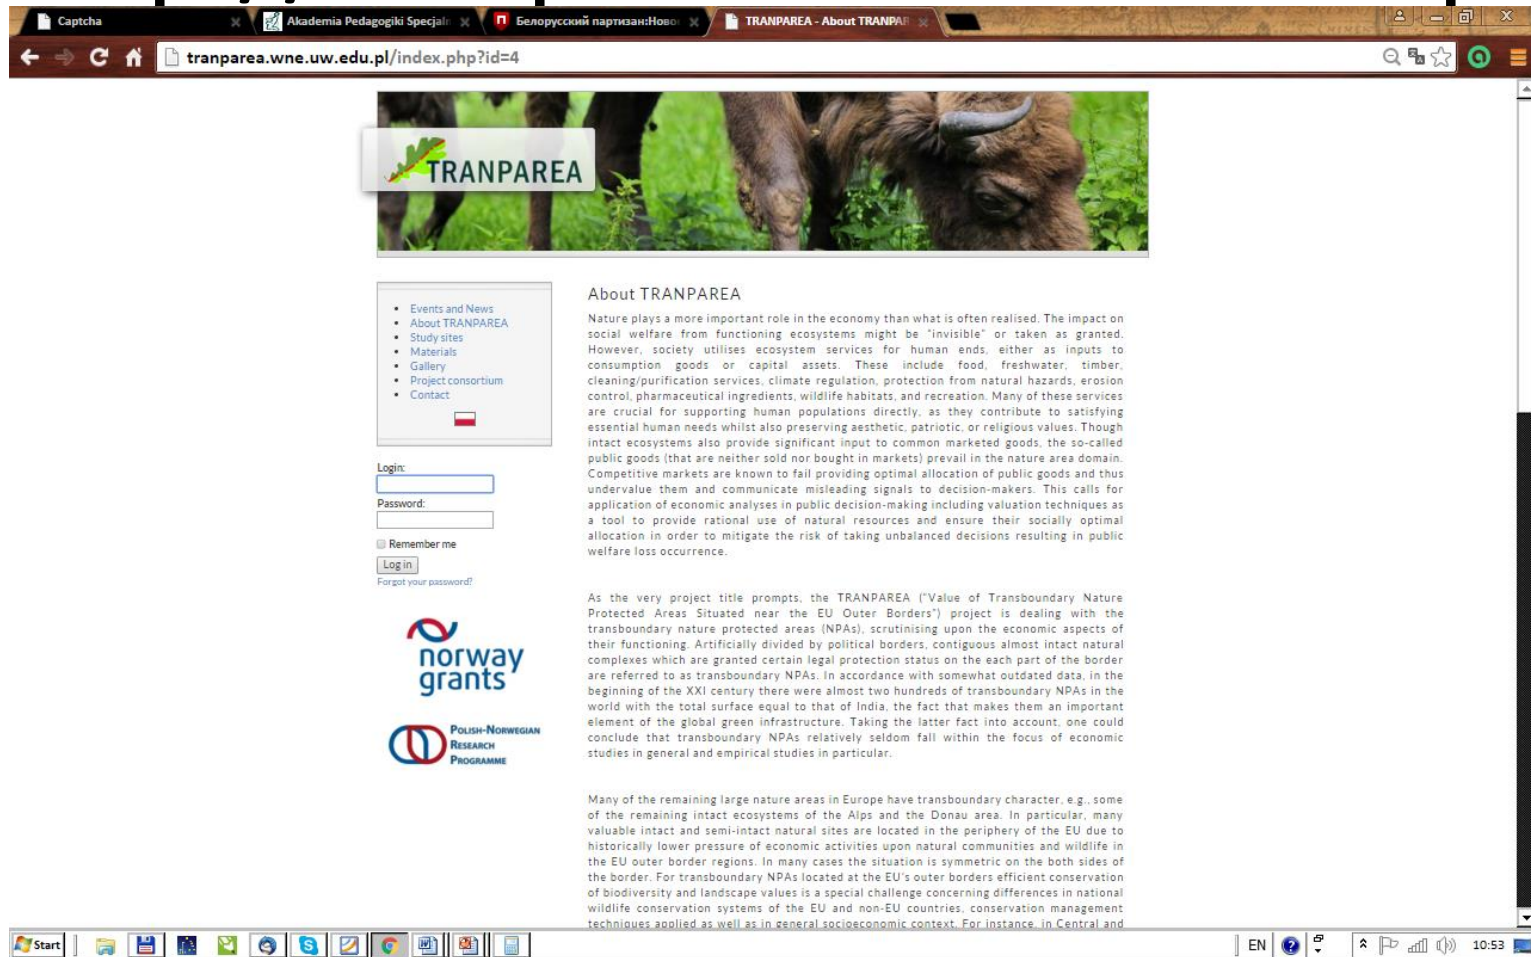 Captcha
Akademia Pedagogiki Specjaln
Белорусский партизан:Ново
TRANPAREA - About TRANPAR
tranparea.wne.uw.edu.pl/index.php?id=4
TRANPAREA
Events and News
About TRANPAREA
Study sites
Materials
Gallery
Project consortium
Contact
Login:
Password:
Remember me
Log in
Forgot your password?
norway
grants
POLISH-NORWEGIAN
RESEARCH
PROGRAMME
About TRANPAREA
Nature plays a more important role in the economy than what is often realised. The impact on
social welfare from functioning ecosystems might be "invisible" or taken as granted.
However, society utilises ecosystem services for human ends, either as inputs to
consumption goods or capital assets. These include food, freshwater, timber,
cleaning/purification services, climate regulation, protection from natural hazards, erosion
control, pharmaceutical ingredients, wildlife habitats, and recreation. Many of these services
are crucial for supporting human populations directly, as they contribute to satisfying
essential human needs whilst also preserving aesthetic, patriotic, or religious values. Though
intact ecosystems also provide significant input to common marketed goods, the so-called
public goods (that are neither sold nor bought in markets) prevail in the nature area domain.
Competitive markets are known to fail providing optimal allocation of public goods and thus
undervalue them and communicate misleading signals to decision-makers. This calls for
application of economic analyses in public decision-making including valuation techniques as
a tool to provide rational use of natural resources and ensure their socially optimal
allocation in order to mitigate the risk of taking unbalanced decisions resulting in public
welfare loss occurrence.
As the very project title prompts, the TRANPAREA ("Value of Transboundary Nature
Protected Areas Situated near the EU Outer Borders") project is dealing with the
transboundary nature protected areas (NPAs), scrutinising upon the economic aspects of
their functioning. Artificially divided by political borders, contiguous almost intact natural
complexes which are granted certain legal protection status on the each part of the border
are referred to as transboundary NPAs. In accordance with somewhat outdated data, in the
beginning of the XXI century there were almost two hundreds of transboundary NPAs in the
world with the total surface equal to that of India, the fact that makes them an important
element of the global green infrastructure. Taking the latter fact into account, one could
conclude that transboundary NPAs relatively seldom fall within the focus of economic
studies in general and empirical studies in particular.
Many of the remaining large nature areas in Europe have transboundary character, e.g., some
of the remaining intact ecosystems of the Alps and the Donau area. In particular, many
valuable intact and semi-intact natural sites are located in the periphery of the EU due to
historically lower pressure of economic activities upon natural communities and wildlife in
the EU outer border regions. In many cases the situation is symmetric on the both sides of
the border. For transboundary NPAs located at the EU's outer borders efficient conservation
of biodiversity and landscape values is a special challenge concerning differences in national
wildlife conservation systems of the EU and non-EU countries, conservation management
techniques applied as well as in general socioeconomic context. For instance, in Central and
Start
EN
10:53